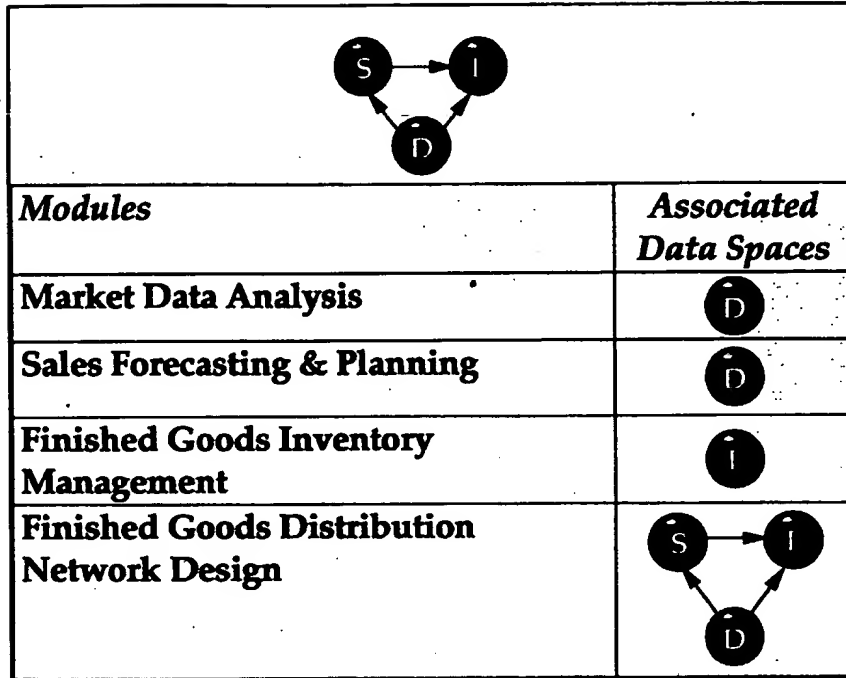 S I
D
Modules Associated
Data Spaces
Market Data Analysis D
Sales Forecasting & Planning D
Finished Goods Inventory
Management I
Finished Goods Distribution
Network Design
S I
D